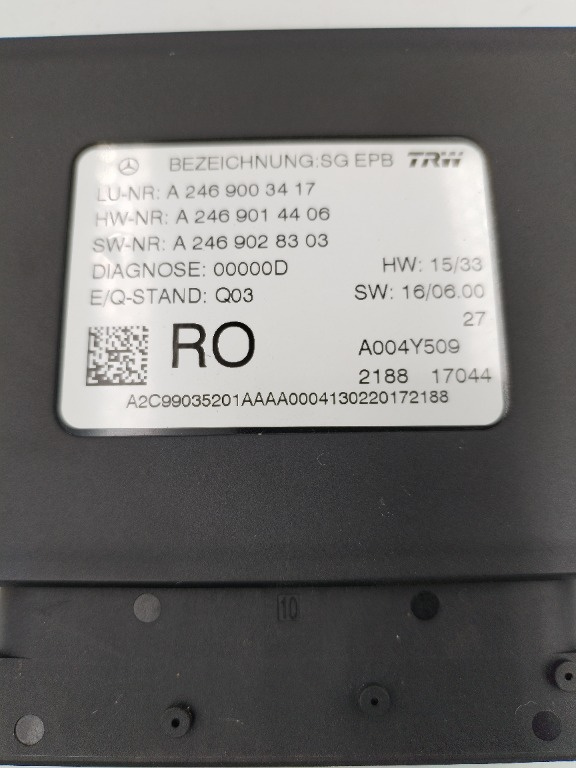 BEZEICHNUNG:SG EPB TRW
LU-NR: A 246 900 34 17
HW-NR: A 246 901 44 06
SW-NR: A 246 902 83 03
DIAGNOSE: 00000D HW: 15/33
E/Q-STAND: Q03 SW: 16/06.00
27
RO A004Y509
2188 17044
A2C99035201AAAA0004130220172188
10